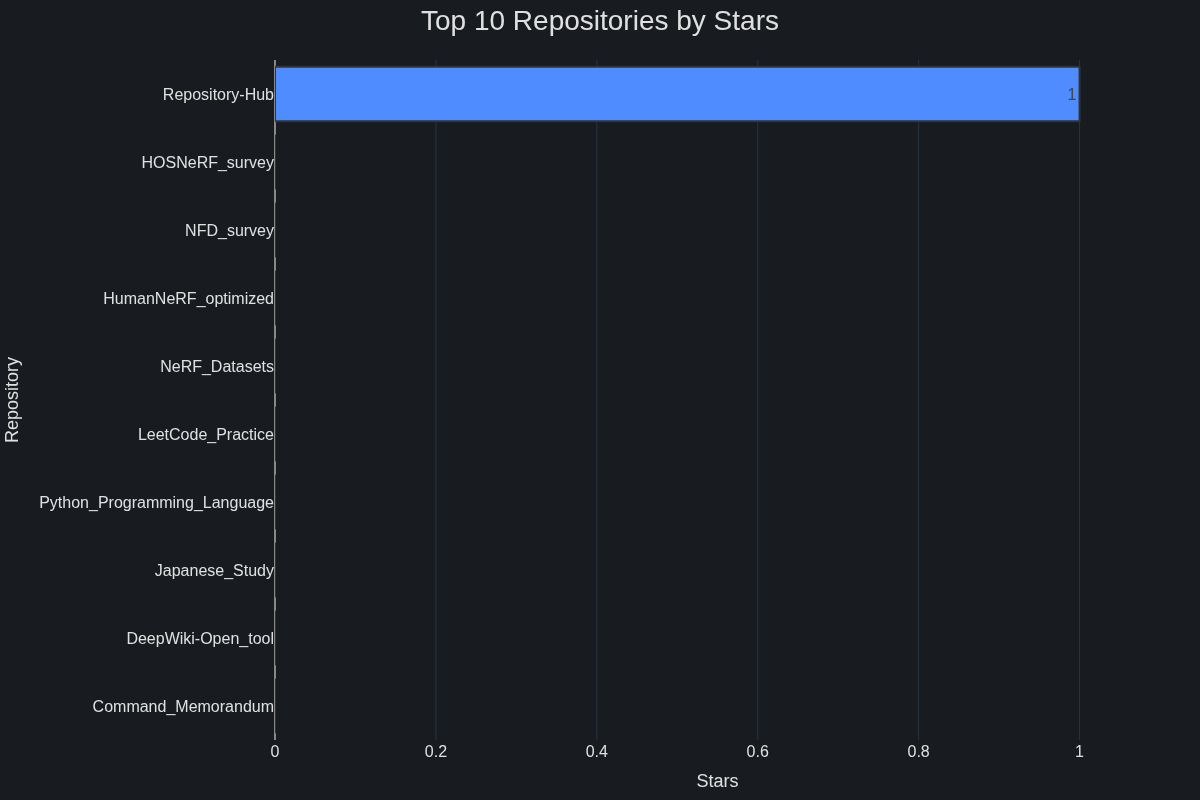 Top 10 Repositories by Stars
Repository
Repository-Hub
1
HOSNeRF_survey
NFD_survey
HumanNeRF_optimized
NeRF_Datasets
LeetCode_Practice
Python_Programming_Language
Japanese_Study
DeepWiki-Open_tool
Command_Memorandum
0 0.2 0.4 0.6 0.8 1
Stars